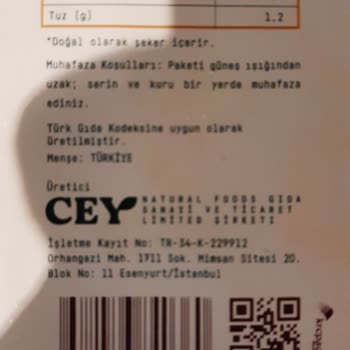 Tuz (g) 1,2
*Doğal olarak şeker içerir.
Muhafaza Koşulları: Paketi güneş ışığından
uzak; serin ve kuru bir yerde muhafaza
ediniz.
Türk Gıda Kodeksine uygun olarak
üretilmiştir.
Menşe: TÜRKİYE
Üretici
CEY NATURAL FOODS GIDA
SANAYİ VE TİCARET
LIMITED ŞİRKETİ
İşletme Kayıt No: TR-34-K-229912
Orhangazi Mah. 1711 Sok. Mimsan Sitesi 20.
Blok No: 11 Esenyurt/İstanbul